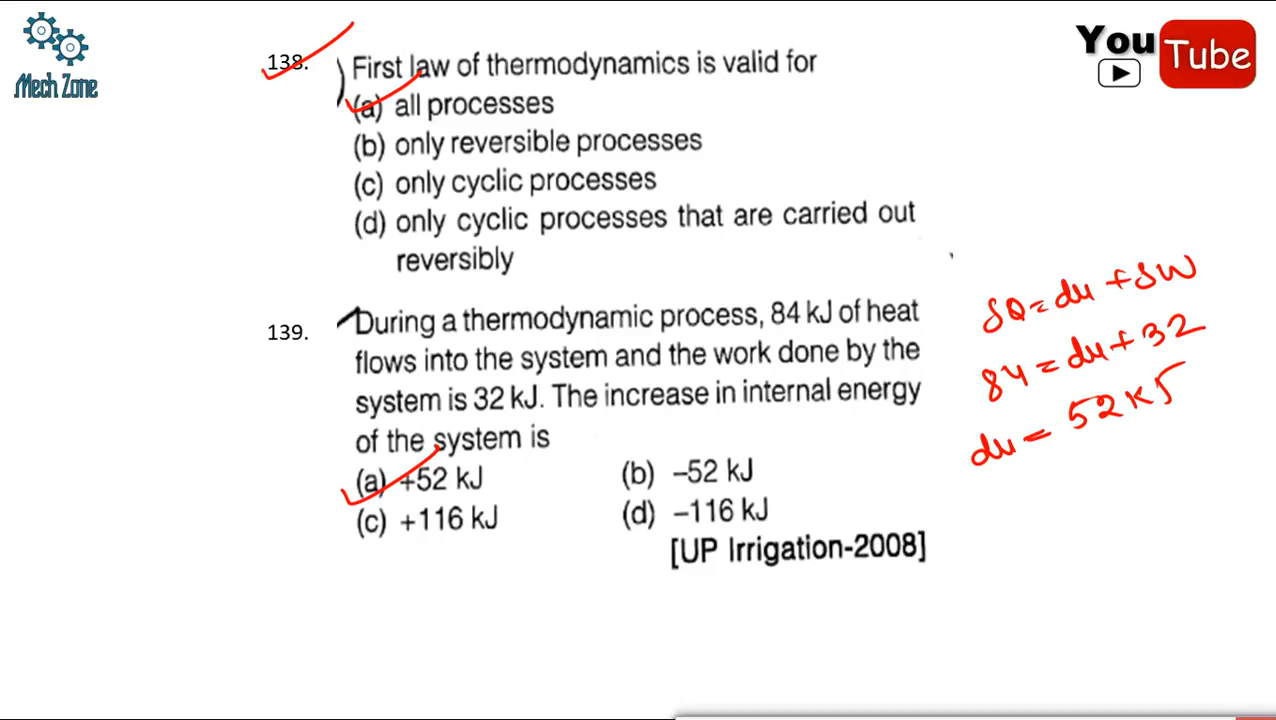 Mech Zone
You Tube
138. First law of thermodynamics is valid for
(a) all processes
(b) only reversible processes
(c) only cyclic processes
(d) only cyclic processes that are carried out
reversibly
139. During a thermodynamic process, 84 kJ of heat
flows into the system and the work done by the
system is 32 kJ. The increase in internal energy
of the system is
(a) +52 kJ (b) –52 kJ
(c) +116 kJ (d) –116 kJ
[UP Irrigation-2008]
δQ = du + δW
84 = du + 32
du = 52 KJ